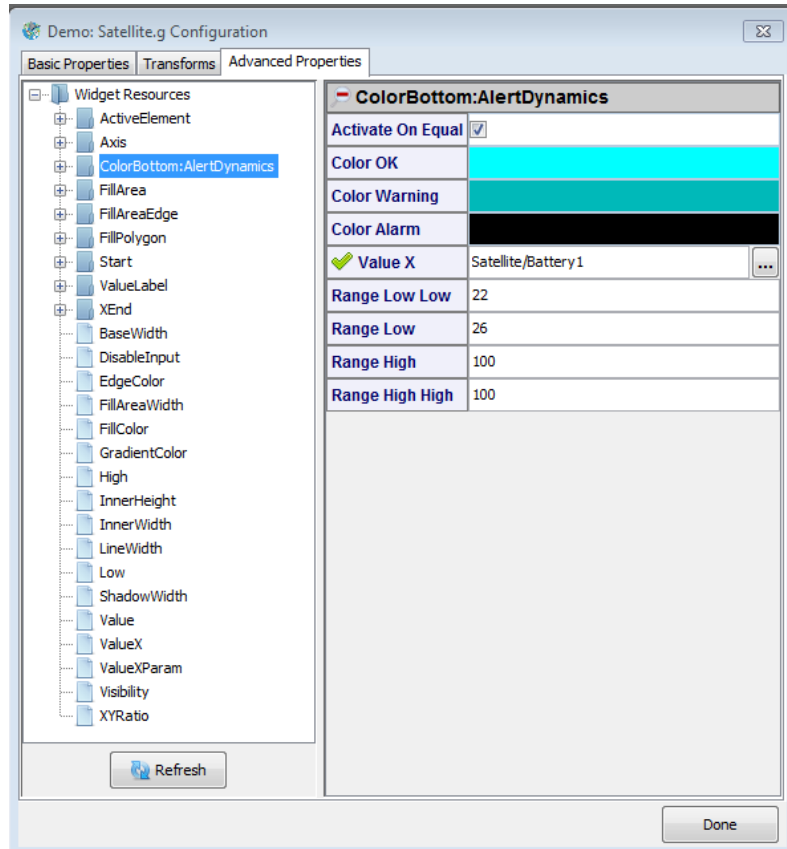 Demo: Satellite.g Configuration
Basic Properties Transforms Advanced Properties
Widget Resources
ActiveElement
Axis
ColorBottom:AlertDynamics
FillArea
FillAreaEdge
FillPolygon
Start
ValueLabel
XEnd
BaseWidth
DisableInput
EdgeColor
FillAreaWidth
FillColor
GradientColor
High
InnerHeight
InnerWidth
LineWidth
Low
ShadowWidth
Value
ValueX
ValueXParam
Visibility
XYRatio
Refresh
ColorBottom:AlertDynamics
Activate On Equal
Color OK
Color Warning
Color Alarm
Value X Satellite/Battery1 ...
Range Low Low 22
Range Low 26
Range High 100
Range High High 100
Done